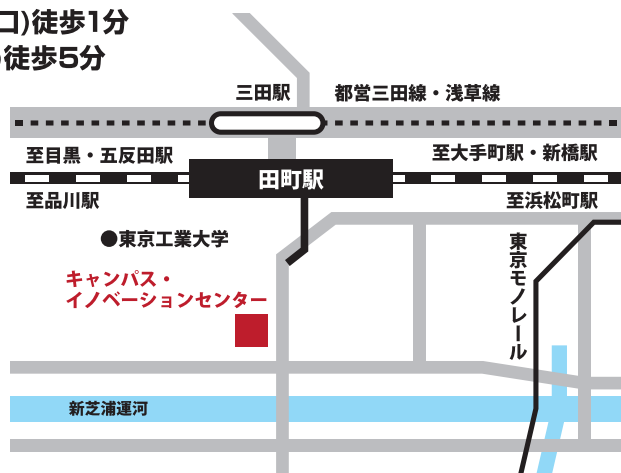 口)徒歩1分
徒歩5分
三田駅
都営三田線・浅草線
至目黒・五反田駅
至大手町駅・新橋駅
田町駅
至品川駅
至浜松町駅
●東京工業大学
東京モノレール
キャンパス・
イノベーションセンター
新芝浦運河